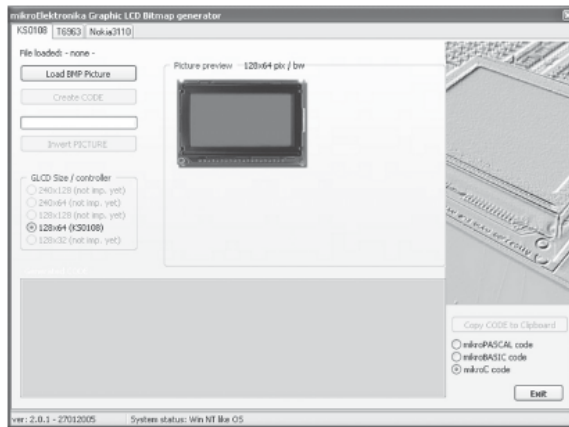 mikroElektronika Graphic LCD Bitmap generator
KS0108 T6963 Nokia3110
File loaded: - none -
Load BMP Picture
Create CODE
Invert PICTURE
GLCD Size / controller
240x128 (not imp. yet)
240x64 (not imp. yet)
128x128 (not imp. yet)
128x64 (KS0108)
128x32 (not imp. yet)
Picture preview 128x64 pix / bw
Copy CODE to Clipboard
mikroPASCAL code
mikroBASIC code
mikroC code
Exit
ver: 2.0.1 - 27012005 System status: Win NT like OS